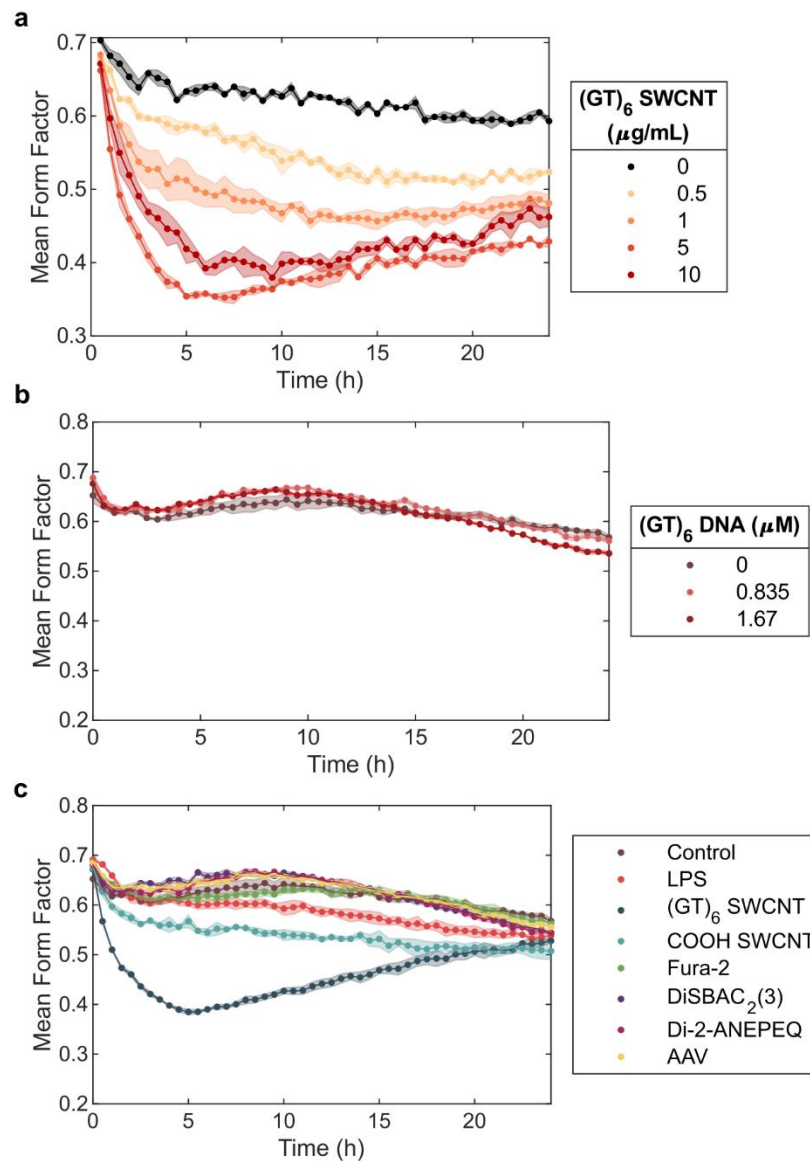 a
0.7
0.6
0.5
0.4
0.3
Mean Form Factor
0 5 10 15 20
Time (h)
(GT)₆ SWCNT
(μg/mL)
0
0.5
1
5
10
b
0.8
0.7
0.6
0.5
0.4
0.3
0.2
Mean Form Factor
0 5 10 15 20
Time (h)
(GT)₆ DNA (μM)
0
0.835
1.67
c
0.8
0.7
0.6
0.5
0.4
0.3
0.2
Mean Form Factor
0 5 10 15 20
Time (h)
Control
LPS
(GT)₆ SWCNT
COOH SWCNT
Fura-2
DiSBAC₂(3)
Di-2-ANEPEQ
AAV